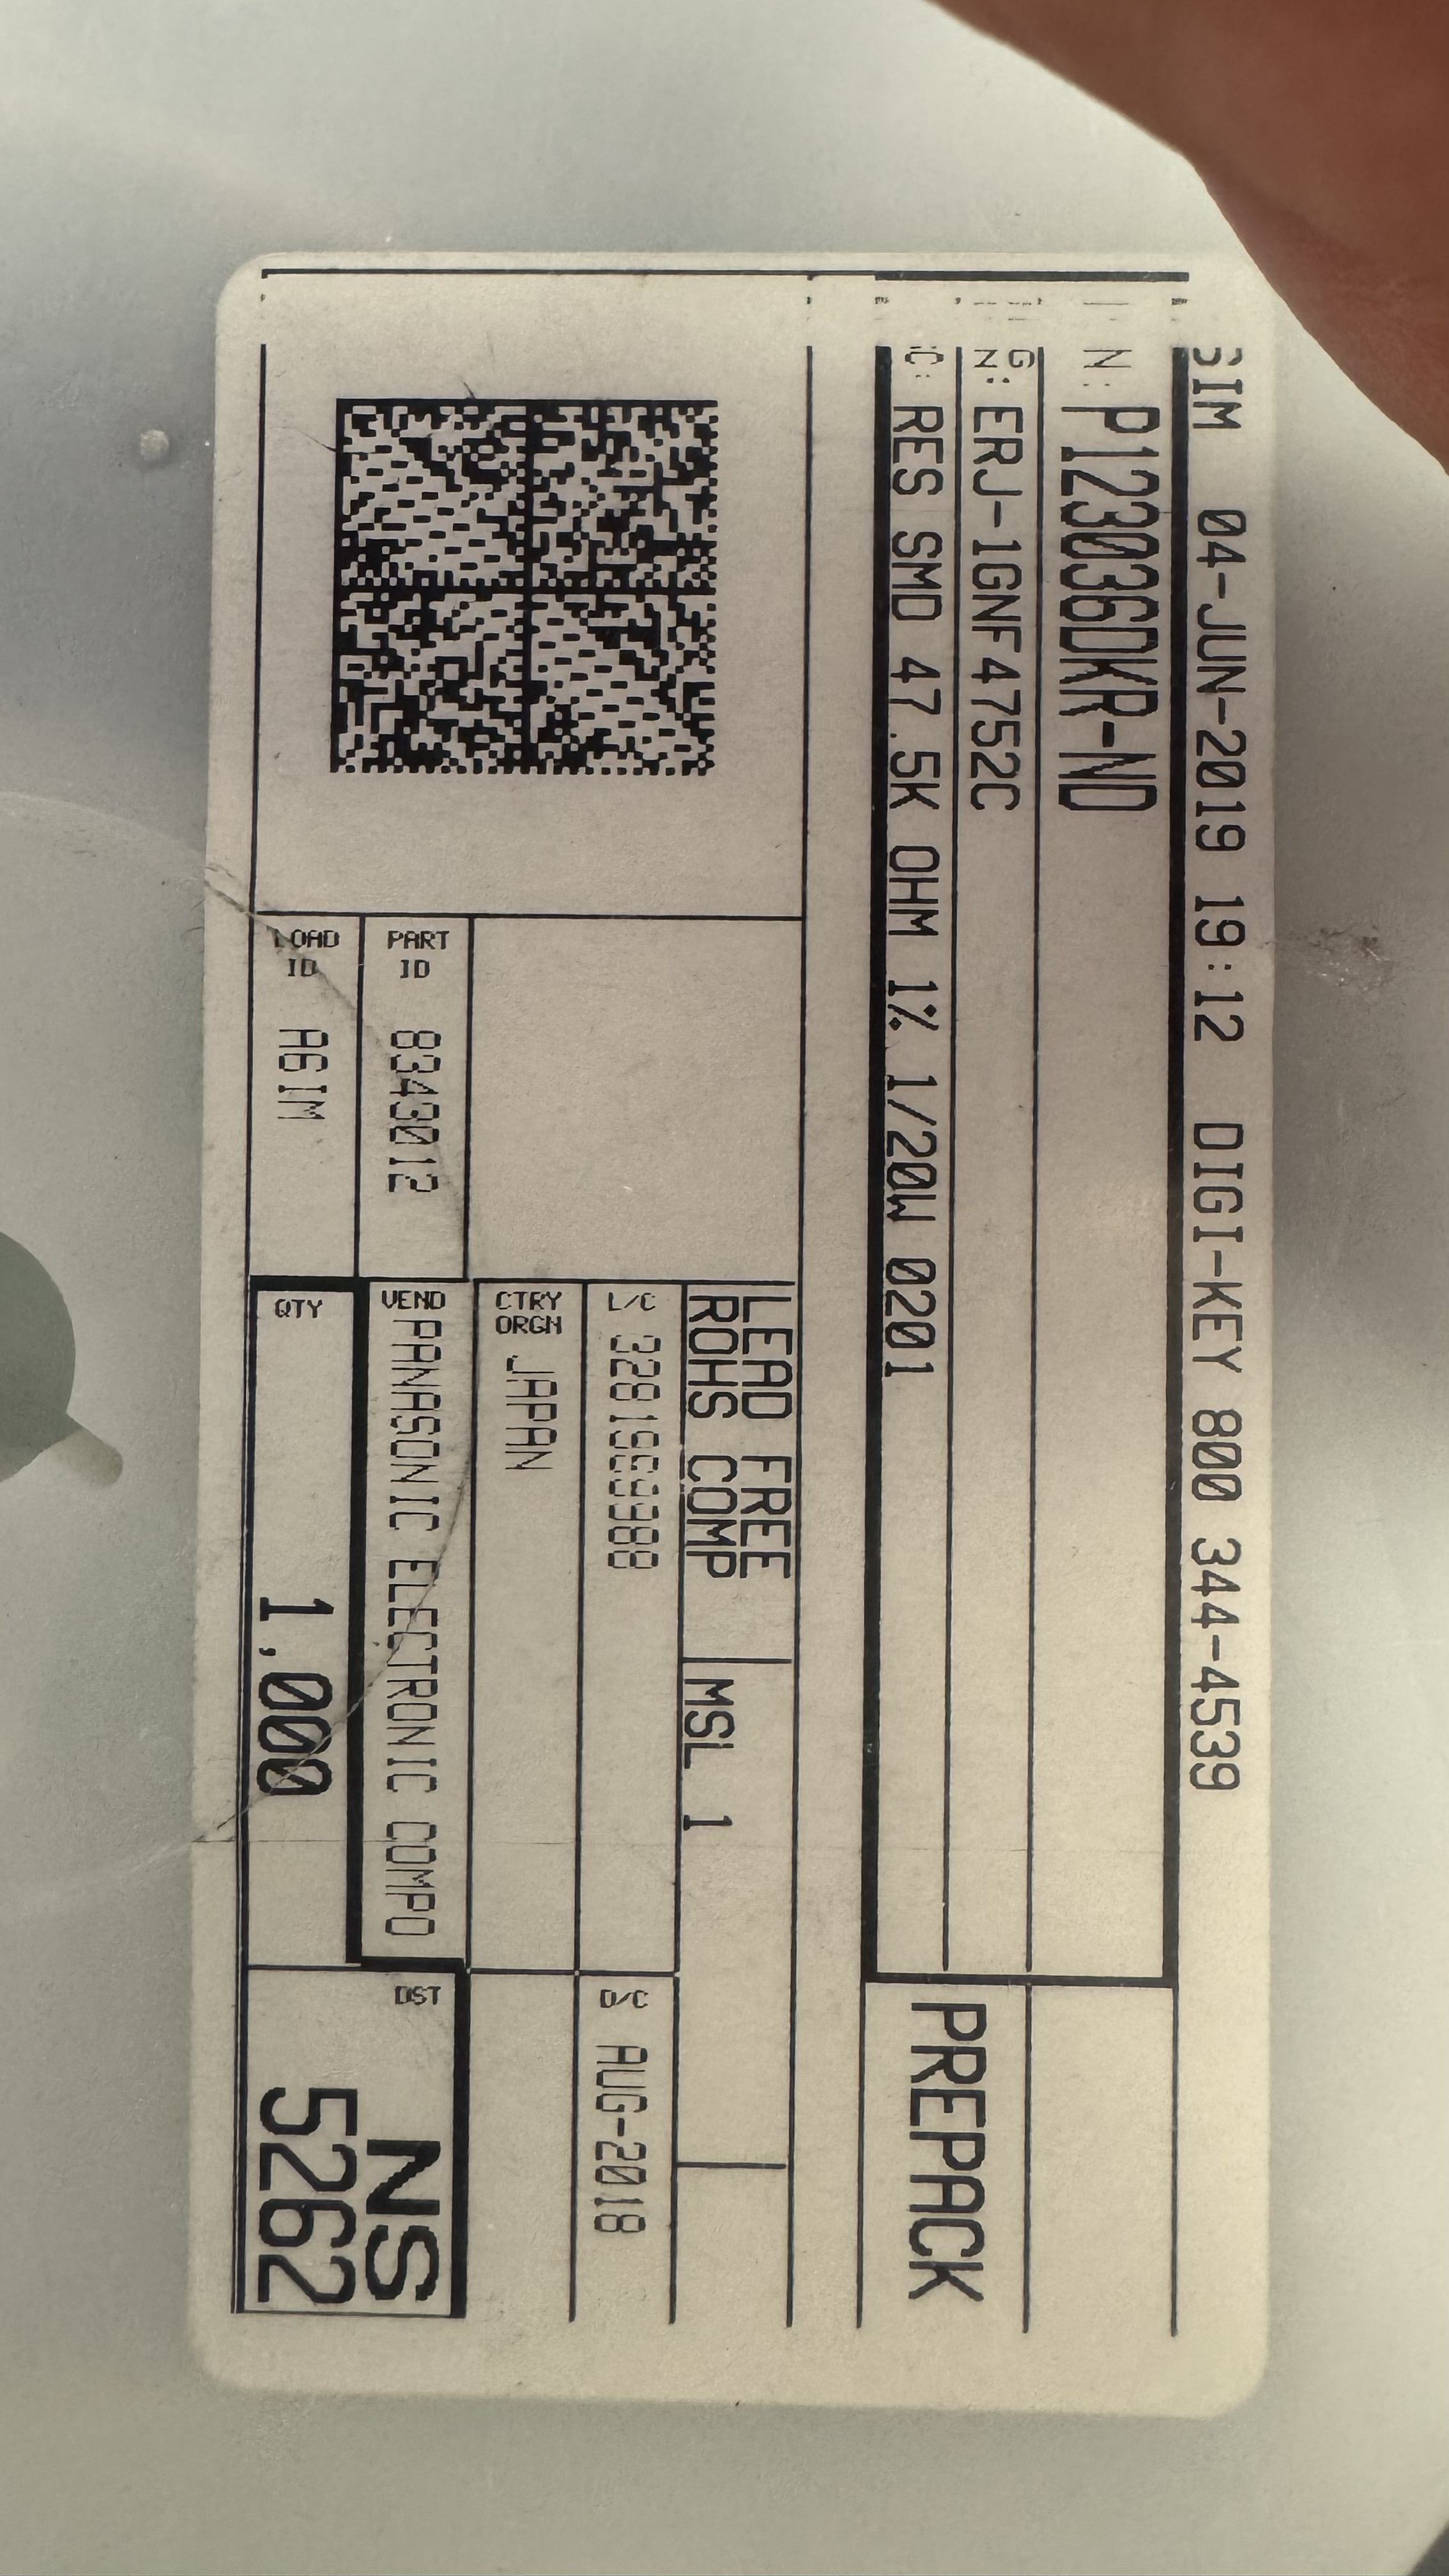 SIM 04-JUN-2019 19:12 DIGI-KEY 800 344-4539
N: P123036DKR-ND
G
N: ERJ-1GNF4752C
C: RES SMD 47.5K OHM 1% 1/20W 0201
PREPACK
LEAD FREE
ROHS COMP
MSL 1
L/C
D/C AUG-2018
CTRY
ORGN JAPAN
PART
ID 8343012
VEND PANASONIC ELECTRONIC COMPO
LOAD
ID A6IM
QTY 1,000
DST
NS
5262